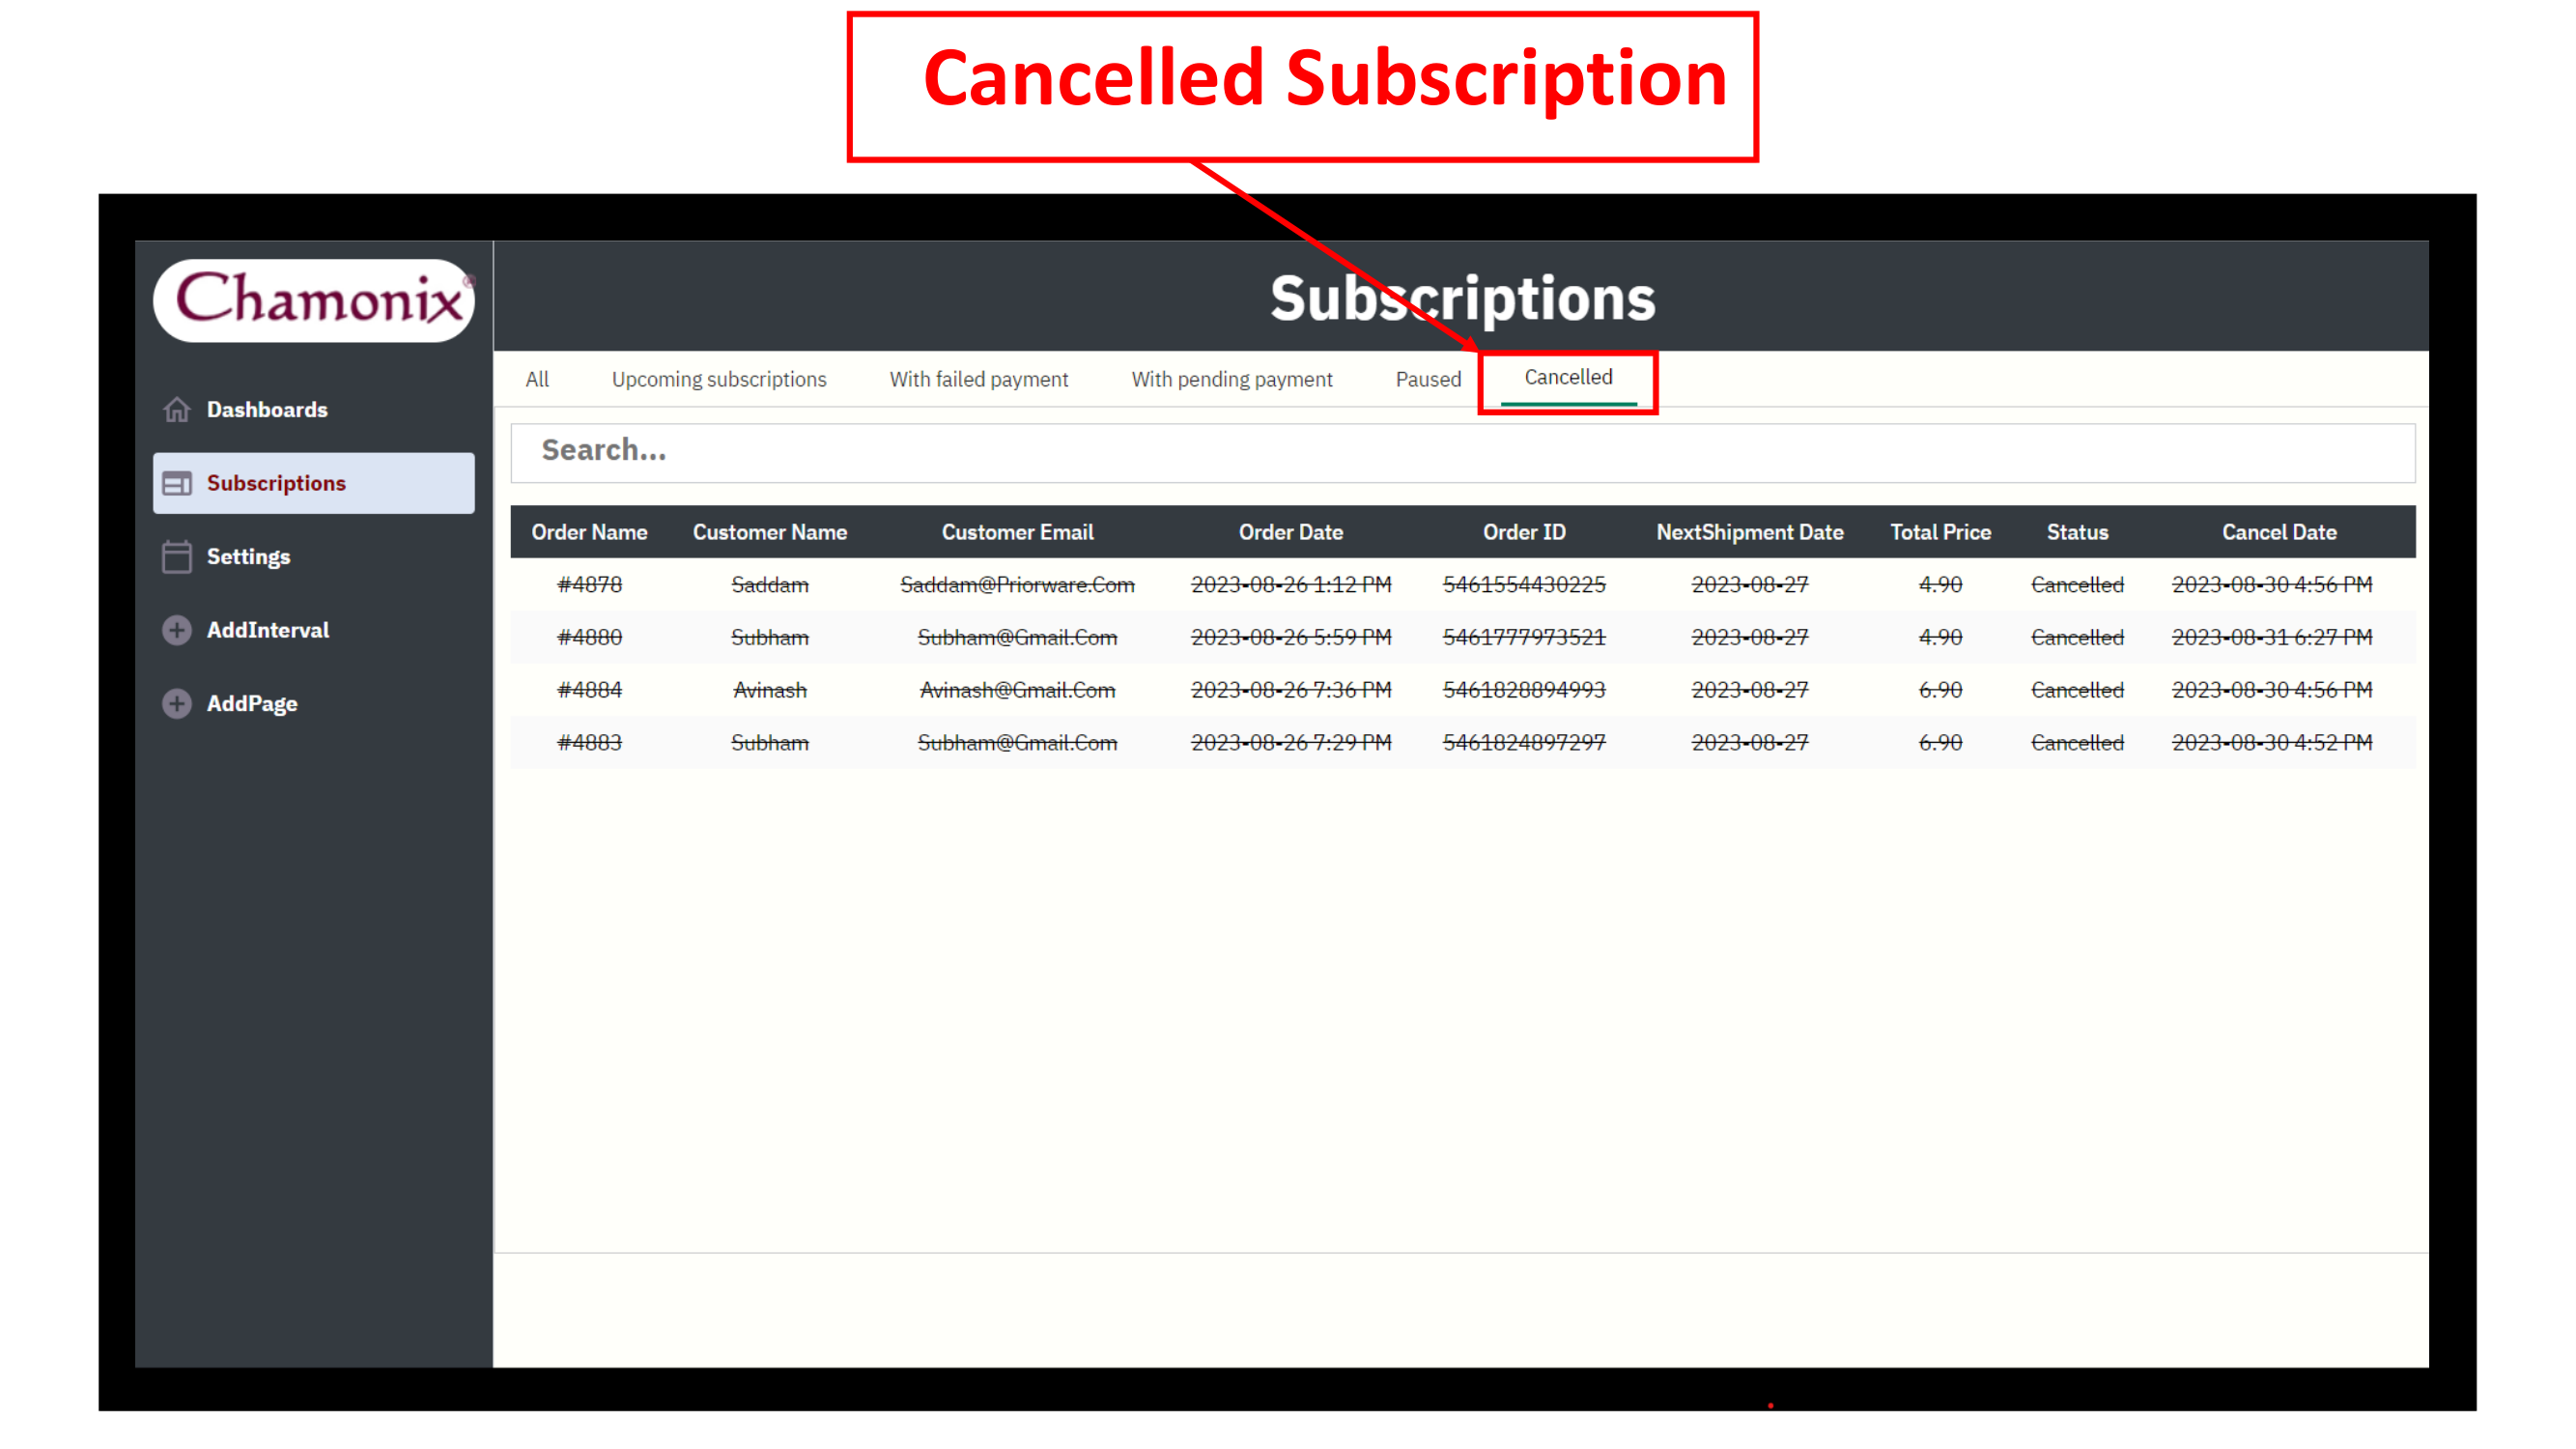 Cancelled Subscription
Chamonix®
Subscriptions
All Upcoming subscriptions With failed payment With pending payment Paused Cancelled
Dashboards
Subscriptions
Settings
AddInterval
AddPage
Search...
Order Name Customer Name Customer Email Order Date Order ID NextShipment Date Total Price Status Cancel Date
#4878 Saddam Saddam@Priorware.Com 2023-08-26 1:12 PM 5461554430225 2023-08-27 4.90 Cancelled 2023-08-30 4:56 PM
#4880 Subham Subham@Gmail.Com 2023-08-26 5:59 PM 5461777973521 2023-08-27 4.90 Cancelled 2023-08-31 6:27 PM
#4884 Avinash Avinash@Gmail.Com 2023-08-26 7:36 PM 5461828894993 2023-08-27 6.90 Cancelled 2023-08-30 4:56 PM
#4883 Subham Subham@Gmail.Com 2023-08-26 7:29 PM 5461824897297 2023-08-27 6.90 Cancelled 2023-08-30 4:52 PM